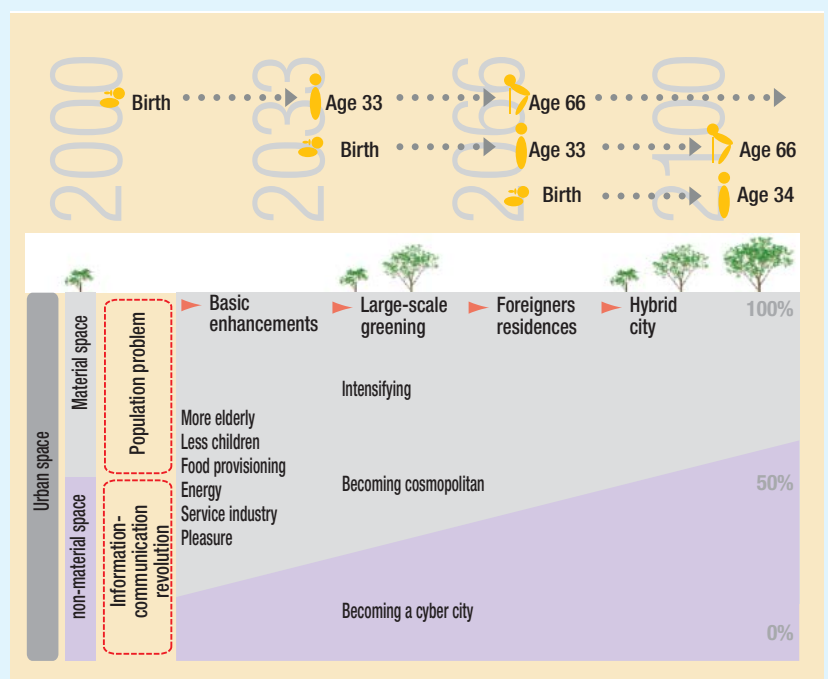 2000
2033
2066
2100
Birth
Age 33
Age 66
Birth
Age 33
Age 66
Birth
Age 34
Urban space
Material space
non-material space
Population problem
Information-
communication
revolution
Basic
enhancements
Large-scale
greening
Foreigners
residences
Hybrid
city
100%
Intensifying
More elderly
Less children
Food provisioning
Energy
Service industry
Pleasure
Becoming cosmopolitan
50%
Becoming a cyber city
0%